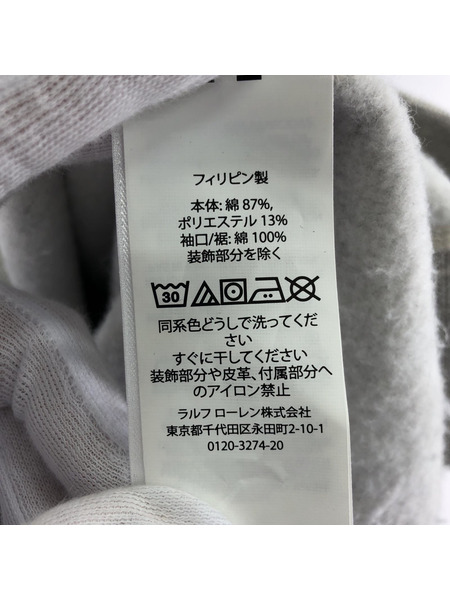 フィリピン製
本体: 綿 87%,
ポリエステル 13%
袖口/裾: 綿 100%
装飾部分を除く
30
同系色どうしで洗ってくだ
さい
すぐに干してください
装飾部分や皮革、付属部分へ
のアイロン禁止
ラルフ ローレン株式会社
東京都千代田区永田町2-10-1
0120-3274-20